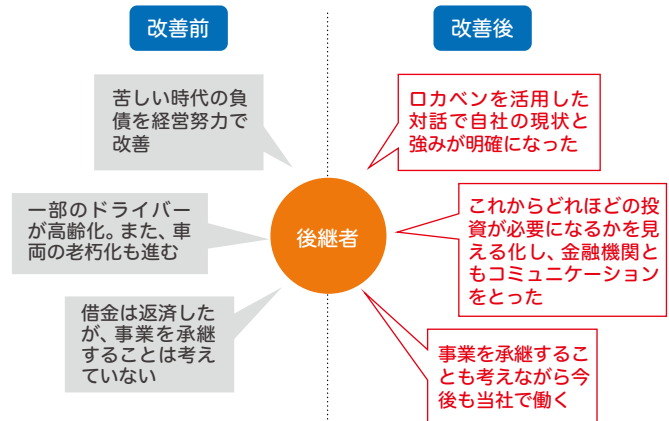 改善前
改善後
苦しい時代の負
債を経営努力で
改善
一部のドライバー
が高齢化。また、車
両の老朽化も進む
借金は返済した
が、事業を承継
することは考え
ていない
後継者
ロカベンを活用した
対話で自社の現状と
強みが明確になった
これからどれほどの投
資が必要になるかを見
える化し、金融機関と
もコミュニケーション
をとった
事業を承継するこ
とも考えながら今
後も当社で働く